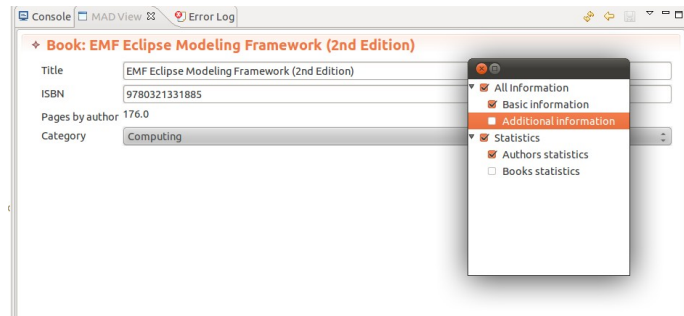 Console MAD View Error Log
Book: EMF Eclipse Modeling Framework (2nd Edition)
Title EMF Eclipse Modeling Framework (2nd Edition)
ISBN 9780321331885
Pages by author 176.0
Category Computing
All Information
Basic information
Additional information
Statistics
Authors statistics
Books statistics